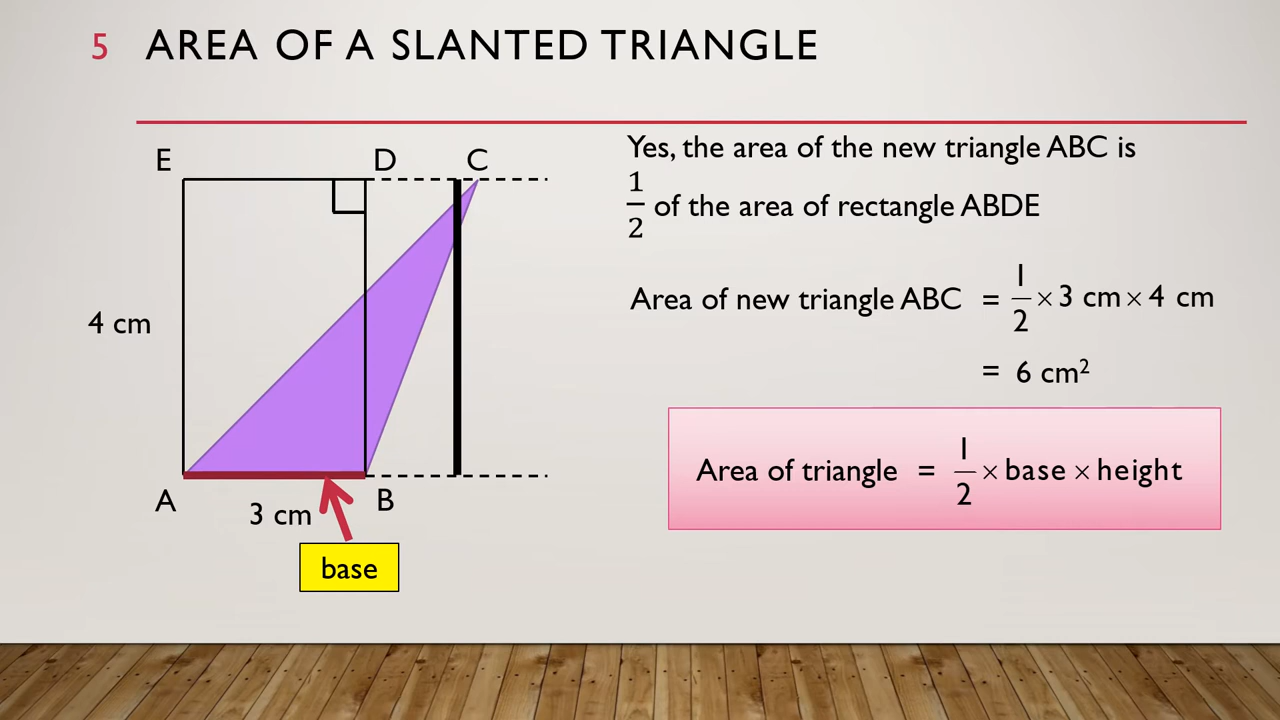 5 AREA OF A SLANTED TRIANGLE
E D C
4 cm
A B
3 cm
base
Yes, the area of the new triangle ABC is
1/2 of the area of rectangle ABDE
Area of new triangle ABC = 1/2 × 3 cm × 4 cm
= 6 cm²
Area of triangle = 1/2 × base × height